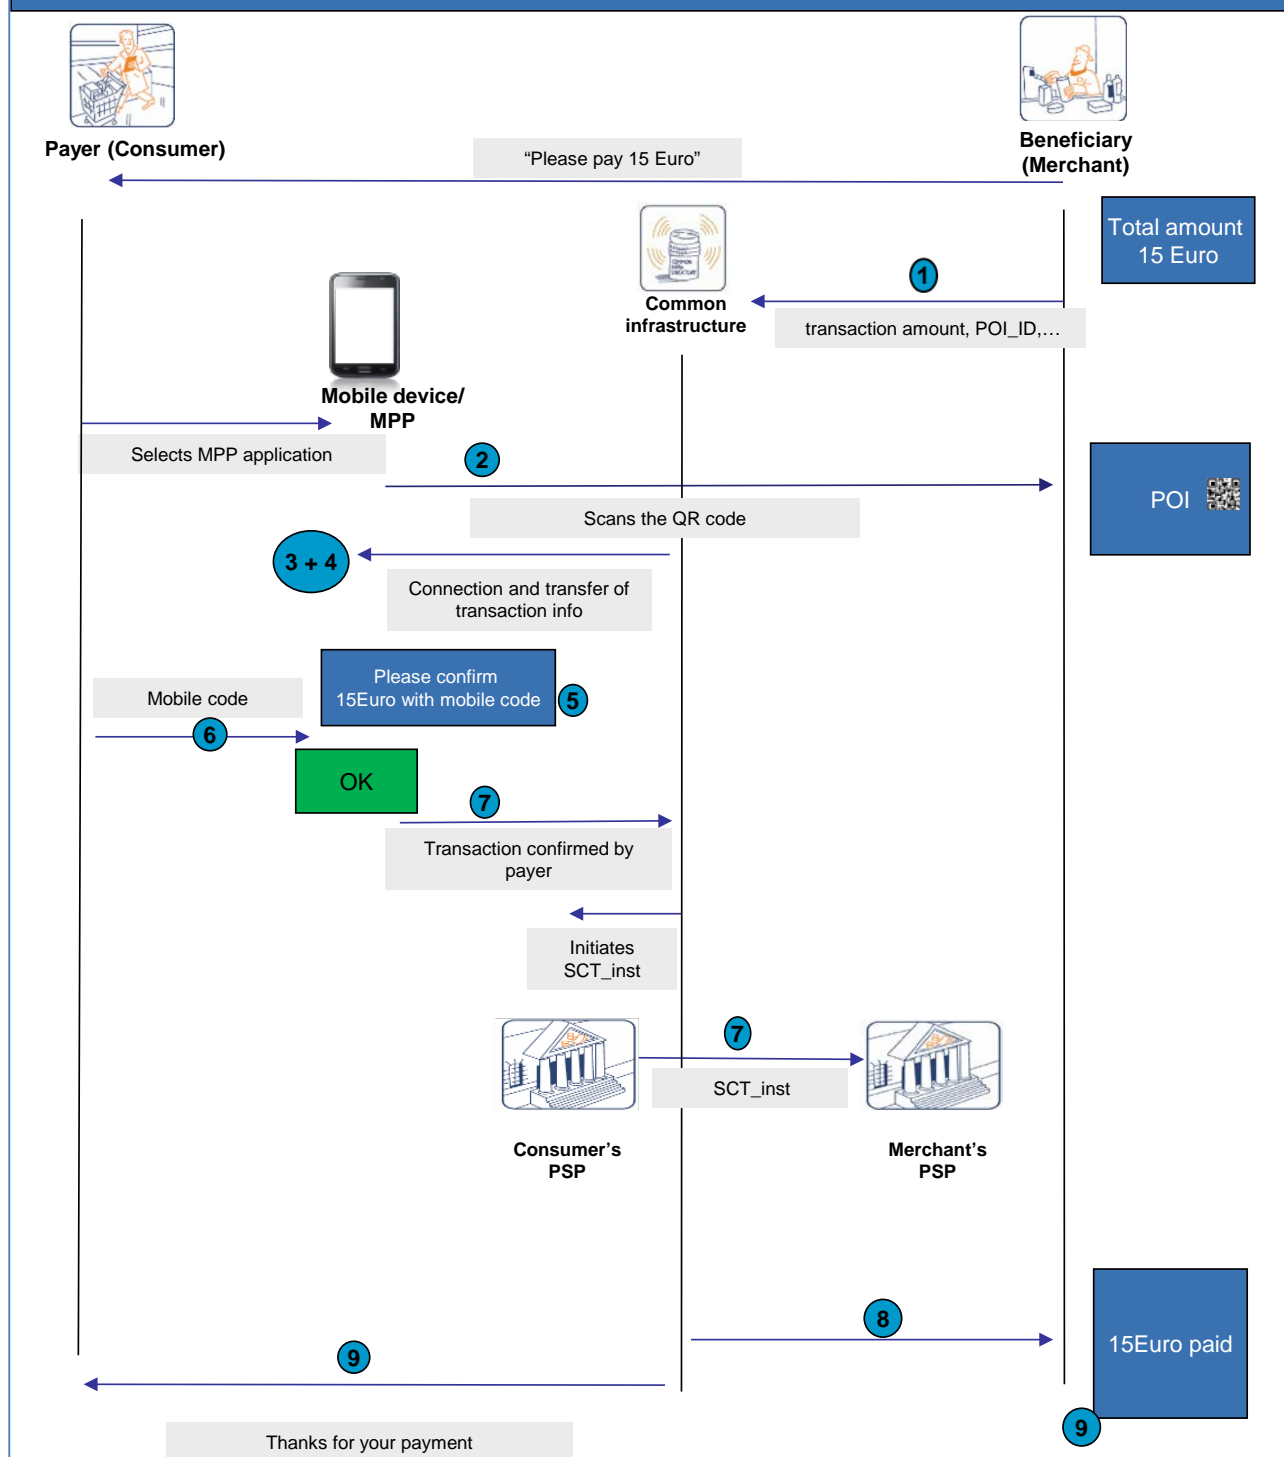 Payer (Consumer)
Beneficiary
(Merchant)
“Please pay 15 Euro”
Total amount
15 Euro
COMMON
INFRA
STRUCTURE
Common
infrastructure
1
transaction amount, POI_ID,…
Mobile device/
MPP
Selects MPP application
2
Scans the QR code
POI
3 + 4
Connection and transfer of
transaction info
Please confirm
15Euro with mobile code
5
Mobile code
6
OK
7
Transaction confirmed by
payer
Initiates
SCT_inst
7
SCT_inst
Consumer’s
PSP
Merchant’s
PSP
8
15Euro paid
9
9
Thanks for your payment